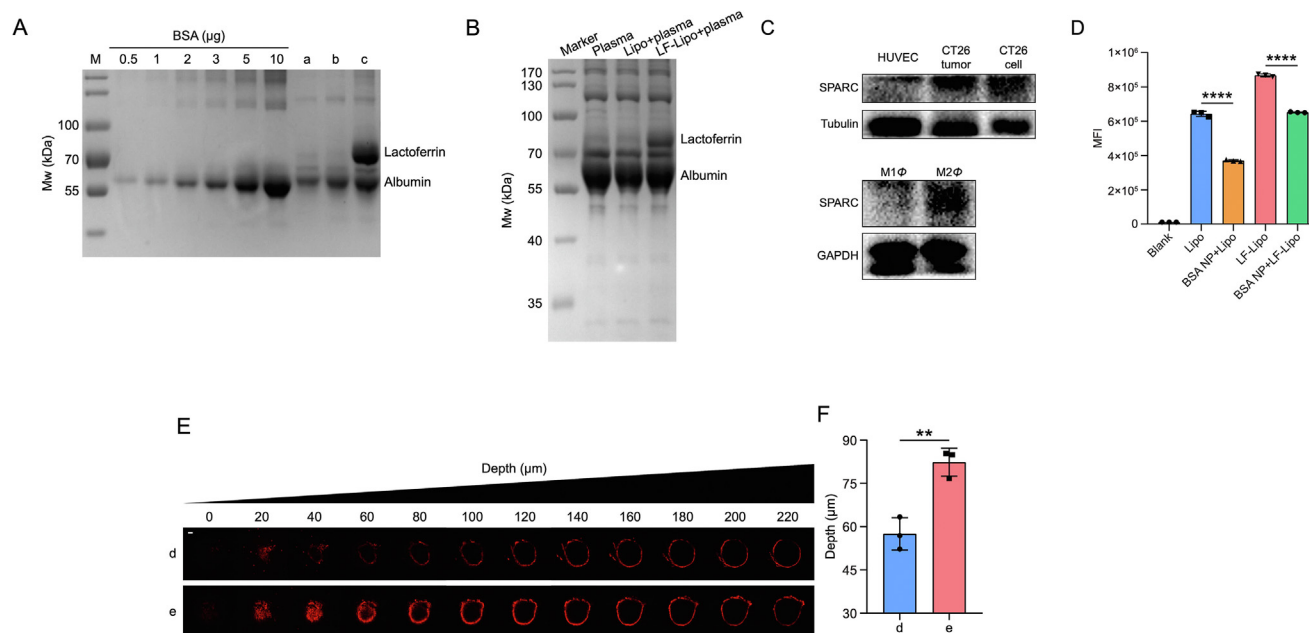 A
BSA (μg)
M 0.5 1 2 3 5 10 a b c
Mw (kDa)
100
70
55
Lactoferrin
Albumin
B
Marker
Plasma
Lipo+plasma
LF-Lipo+plasma
Mw (kDa)
170
130
100
70
55
40
35
Lactoferrin
Albumin
C
HUVEC CT26 tumor CT26 cell
SPARC
Tubulin
M1Φ M2Φ
SPARC
GAPDH
D
MFI
1×10⁶
8×10⁵
6×10⁵
4×10⁵
2×10⁵
0
**** ****
Blank
Lipo
BSA NP+Lipo
LF-Lipo
BSA NP+LF-Lipo
E
Depth (μm)
0 20 40 60 80 100 120 140 160 180 200 220
d
e
F
**
Depth (μm)
90
75
60
45
30
d e